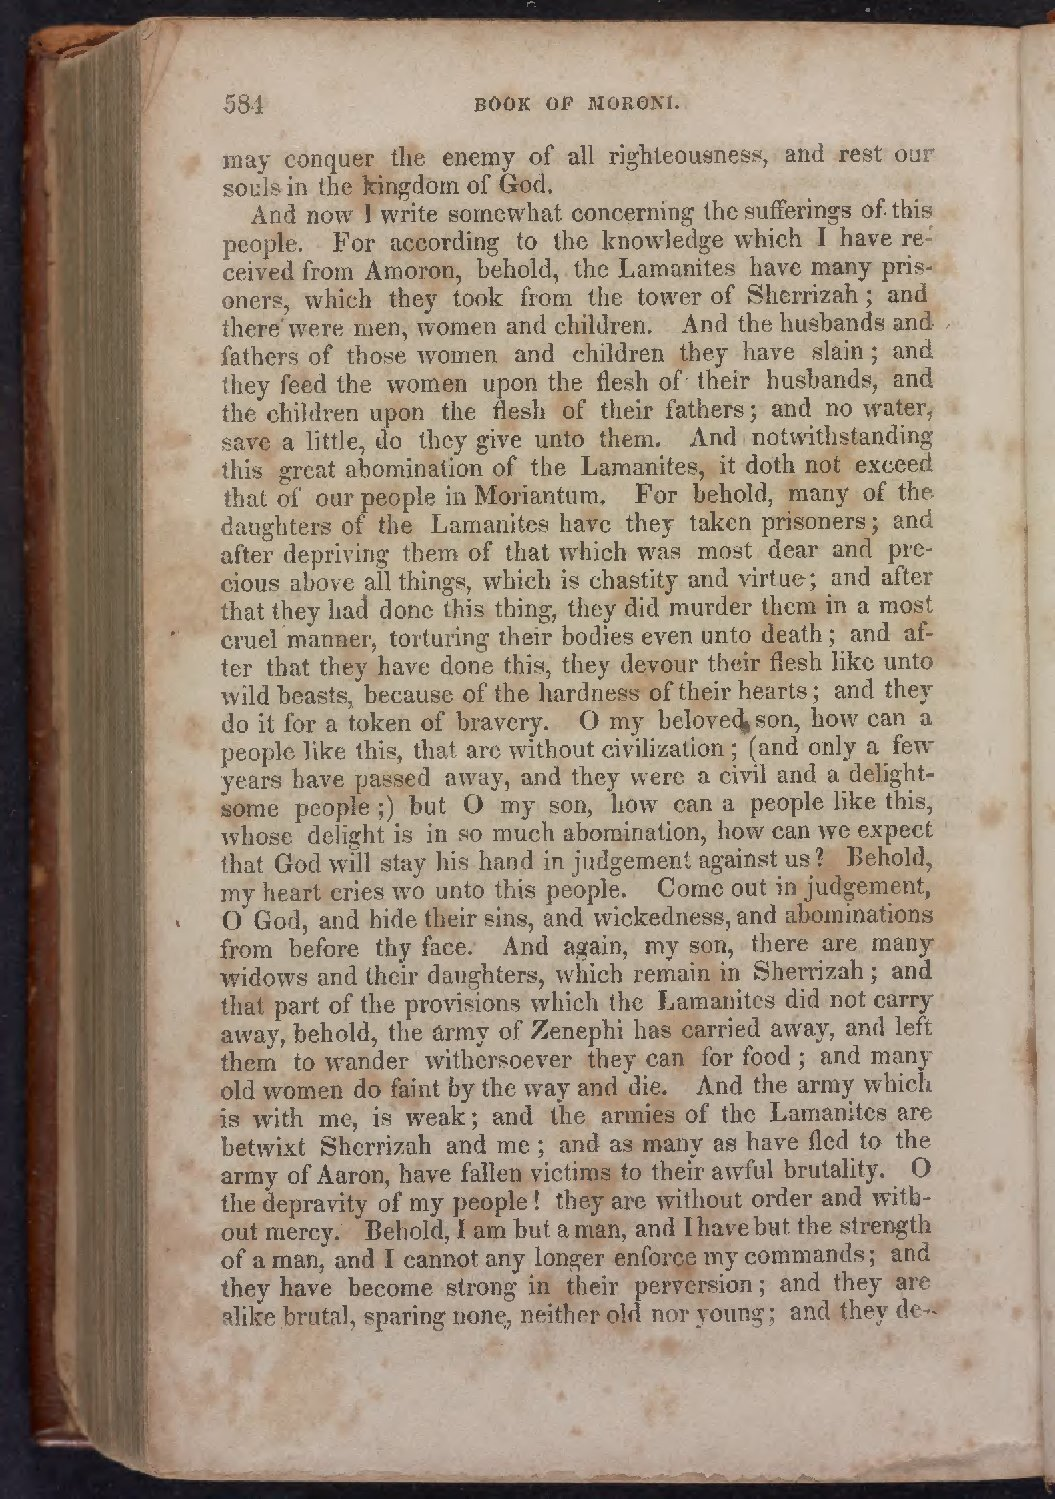 584 BOOK OF MORONI.
may conquer the enemy of all righteousness, and rest our
souls in the kingdom of God.
And now I write somewhat concerning the sufferings of this
people. For according to the knowledge which I have re-
ceived from Amoron, behold, the Lamanites have many pris-
oners, which they took from the tower of Sherrizah; and
there were men, women and children. And the husbands and
fathers of those women and children they have slain; and
they feed the women upon the flesh of their husbands, and
the children upon the flesh of their fathers; and no water,
save a little, do they give unto them. And notwithstanding
this great abomination of the Lamanites, it doth not exceed
that of our people in Moriantum. For behold, many of the
daughters of the Lamanites have they taken prisoners; and
after depriving them of that which was most dear and pre-
cious above all things, which is chastity and virtue; and after
that they had done this thing, they did murder them in a most
cruel manner, torturing their bodies even unto death; and af-
ter that they have done this, they devour their flesh like unto
wild beasts, because of the hardness of their hearts; and they
do it for a token of bravery. O my beloved son, how can a
people like this, that are without civilization; (and only a few
years have passed away, and they were a civil and a delight-
some people;) but O my son, how can a people like this,
whose delight is in so much abomination, how can we expect
that God will stay his hand in judgement against us? Behold,
my heart cries wo unto this people. Come out in judgement,
O God, and hide their sins, and wickedness, and abominations
from before thy face. And again, my son, there are many
widows and their daughters, which remain in Sherrizah; and
that part of the provisions which the Lamanites did not carry
away, behold, the army of Zenephi has carried away, and left
them to wander withersoever they can for food; and many
old women do faint by the way and die. And the army which
is with me, is weak; and the armies of the Lamanites are
betwixt Sherrizah and me; and as many as have fled to the
army of Aaron, have fallen victims to their awful brutality. O
the depravity of my people! they are without order and with-
out mercy. Behold, I am but a man, and I have but the strength
of a man, and I cannot any longer enforce my commands; and
they have become strong in their perversion; and they are
alike brutal, sparing none, neither old nor young; and they de-